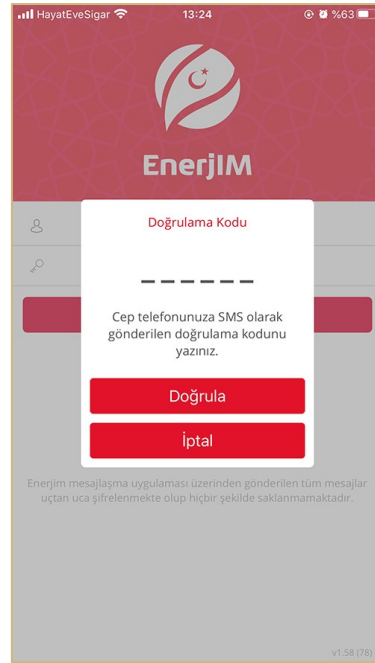 HayatEveSigar 13:24 %63
EnerjIM
Doğrulama Kodu
Cep telefonunuza SMS olarak
gönderilen doğrulama kodunu
yazınız.
Doğrula
İptal
Enerjim mesajlaşma uygulaması üzerinden gönderilen tüm mesajlar
uçtan uca şifrelenmekte olup hiçbir şekilde saklanmamaktadır.
v1.58 (78)